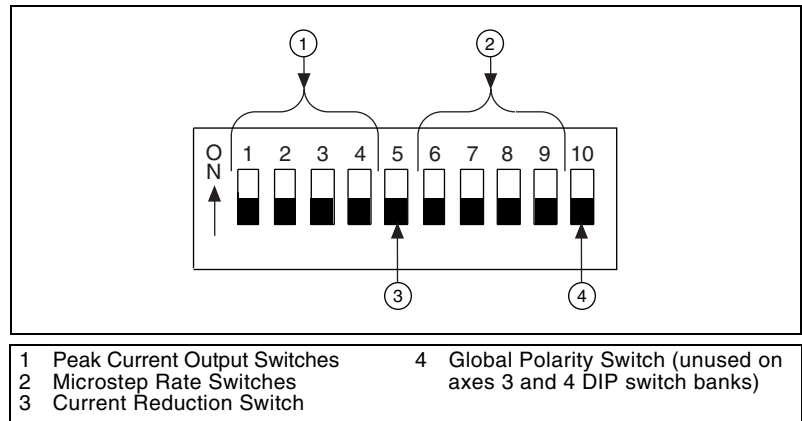 1 2
O
N
1 2 3 4 5 6 7 8 9 10
3 4
1 Peak Current Output Switches
2 Microstep Rate Switches
3 Current Reduction Switch
4 Global Polarity Switch (unused on
axes 3 and 4 DIP switch banks)